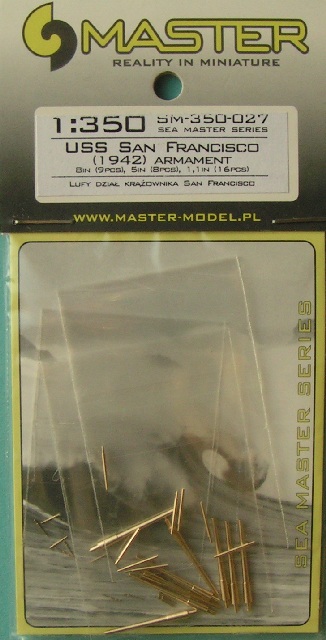 MASTER
REALITY IN MINIATURE
1:350 SM-350-027
SEA MASTER SERIES
USS San Francisco
(1942) armament
8in (9pcs), 5in (8pcs), 1,1in (16pcs)
Lufy dział krążownika San Francisco
WWW.MASTER-MODEL.PL
SEA MASTER SERIES